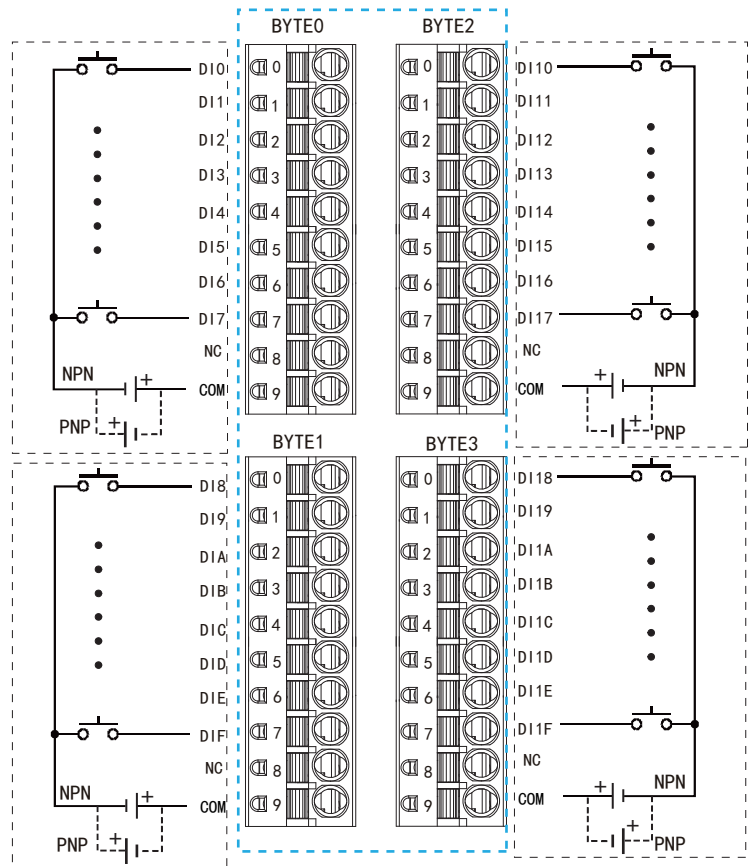 BYTE0 BYTE2
DI0 0 0 DI10
DI1 1 1 DI11
DI2 2 2 DI12
DI3 3 3 DI13
DI4 4 4 DI14
DI5 5 5 DI15
DI6 6 6 DI16
DI7 7 7 DI17
NC 8 8 NC
NPN + COM 9 9 COM + NPN
PNP + + PNP
BYTE1 BYTE3
DI8 0 0 DI18
DI9 1 1 DI19
DIA 2 2 DI1A
DIB 3 3 DI1B
DIC 4 4 DI1C
DID 5 5 DI1D
DIE 6 6 DI1E
DIF 7 7 DI1F
NC 8 8 NC
NPN + COM 9 9 COM + NPN
PNP + + PNP